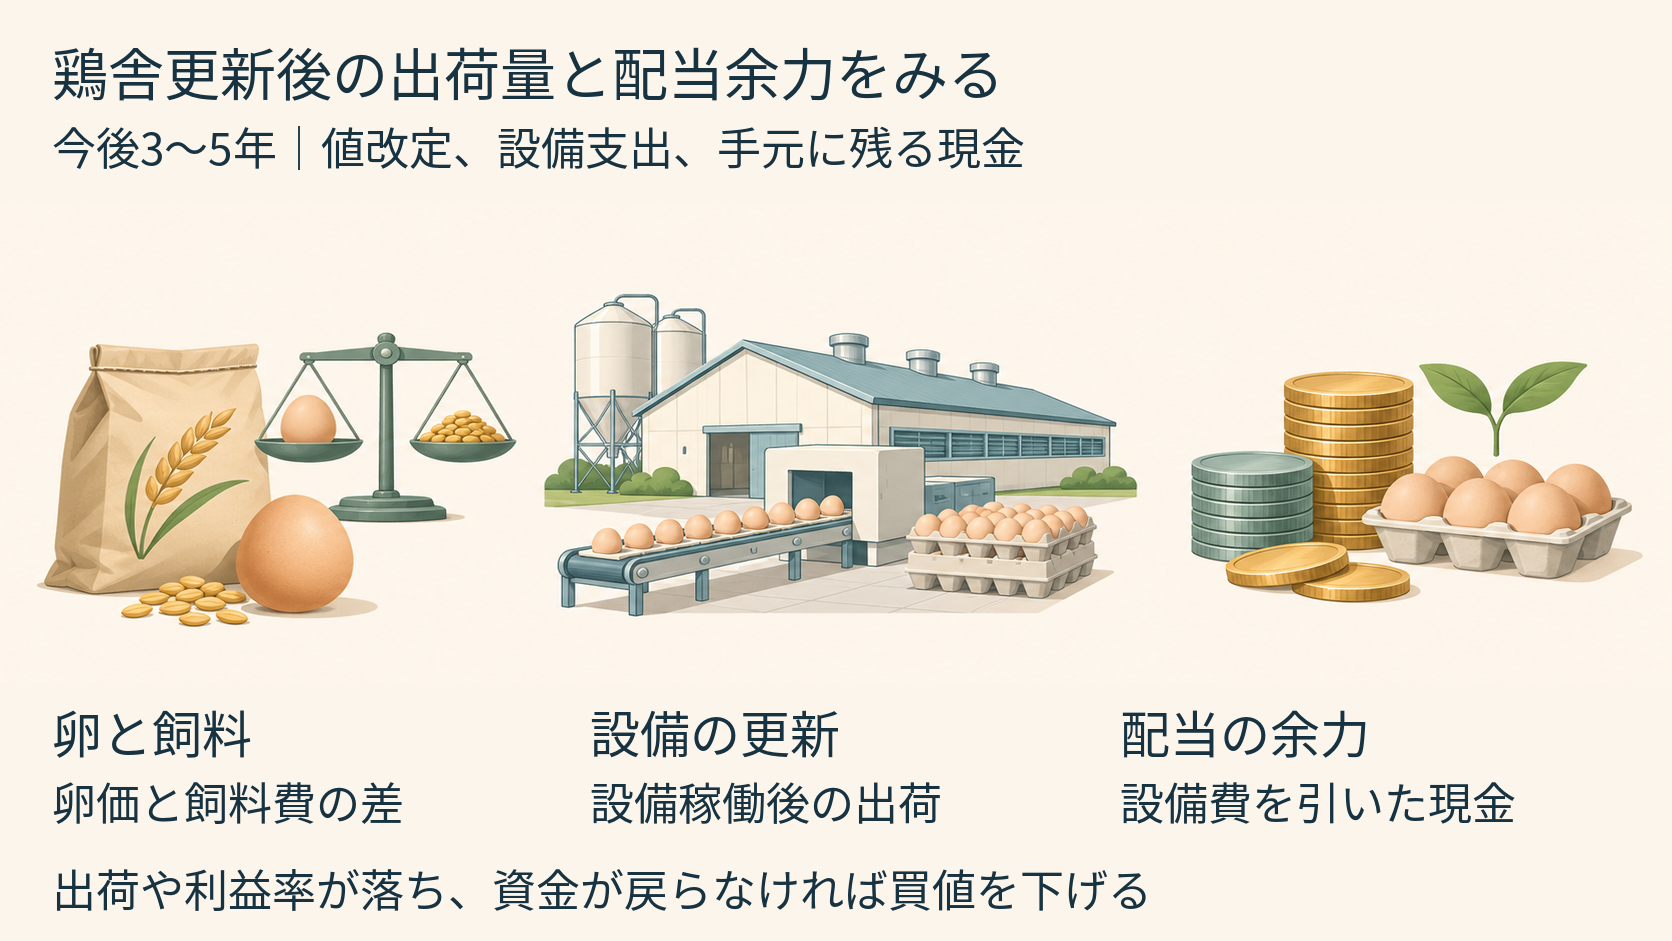 鶏舎更新後の出荷量と配当余力をみる
今後3〜5年｜値改定、設備支出、手元に残る現金
卵と飼料
卵価と飼料費の差
設備の更新
設備稼働後の出荷
配当の余力
設備費を引いた現金
出荷や利益率が落ち、資金が戻らなければ買値を下げる